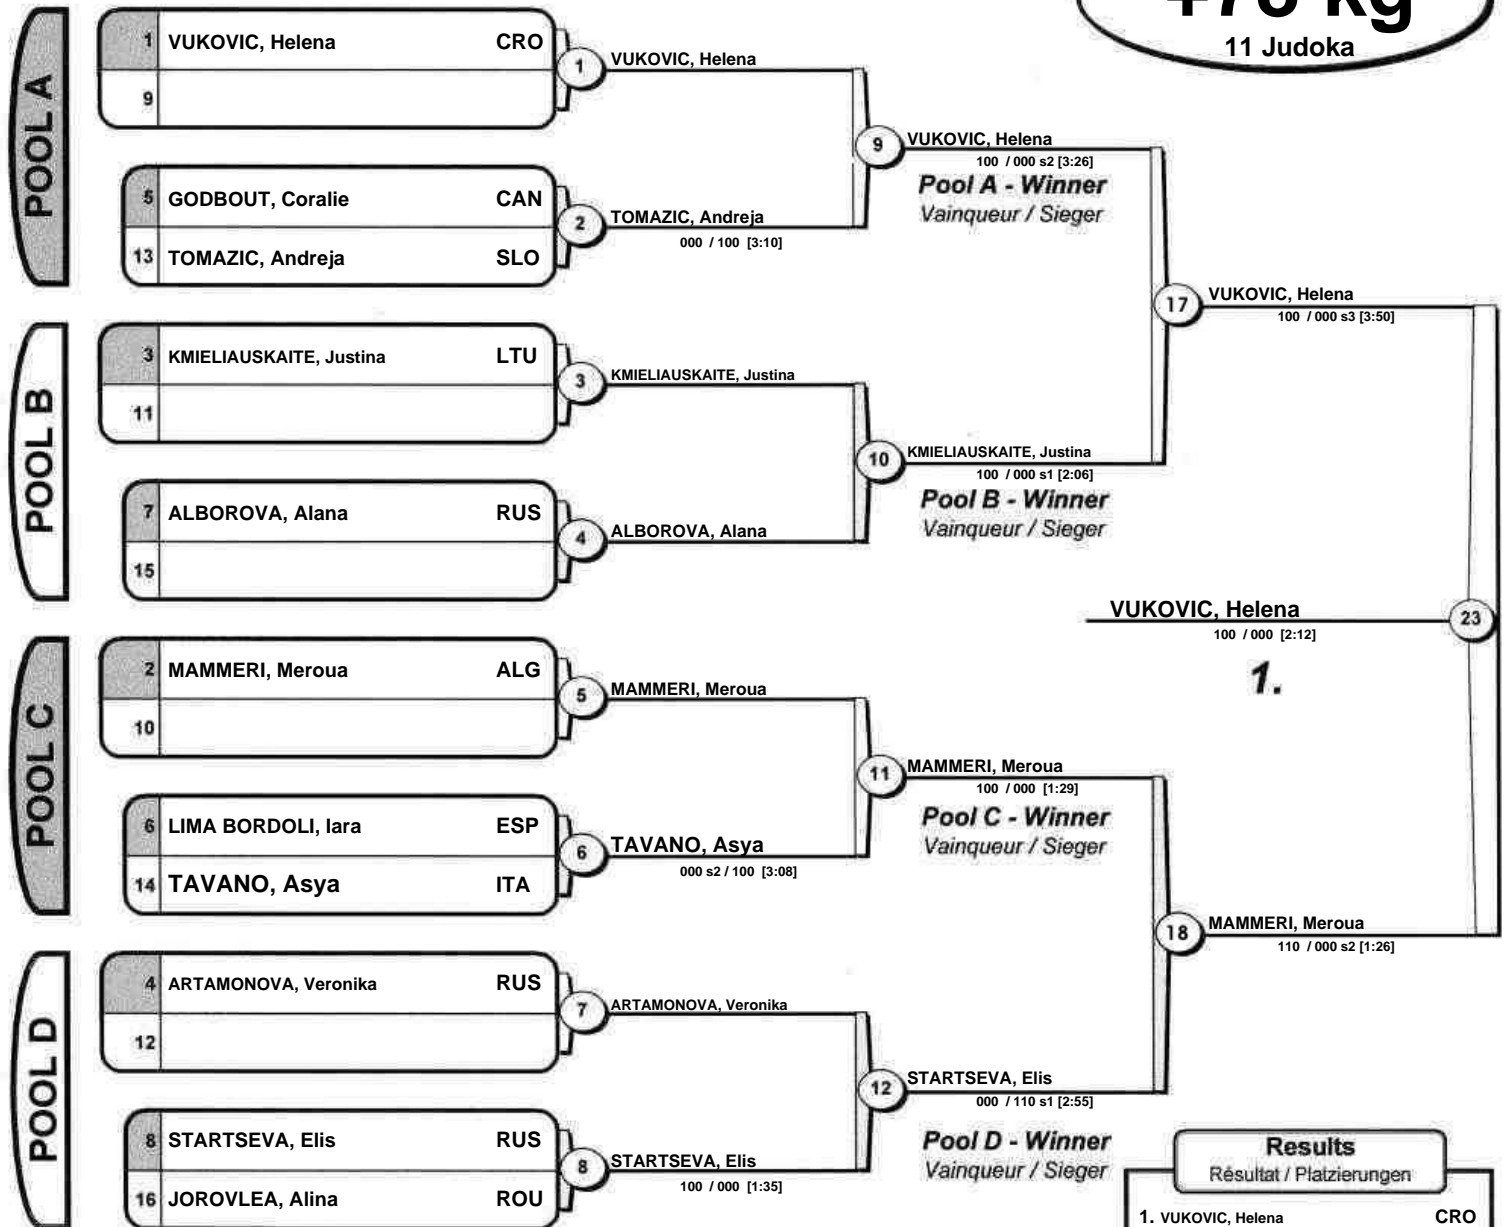 +78 kg
11 Judoka
POOL A
1 VUKOVIC, Helena CRO
9
5 GODBOUT, Coralie CAN
13 TOMAZIC, Andreja SLO
1 VUKOVIC, Helena
2 TOMAZIC, Andreja
000 / 100 [3:10]
9 VUKOVIC, Helena
100 / 000 s2 [3:26]
Pool A - Winner
Vainqueur / Sieger
POOL B
3 KMIELIAUSKAITE, Justina LTU
11
7 ALBOROVA, Alana RUS
15
3 KMIELIAUSKAITE, Justina
4 ALBOROVA, Alana
10 KMIELIAUSKAITE, Justina
100 / 000 s1 [2:06]
Pool B - Winner
Vainqueur / Sieger
17 VUKOVIC, Helena
100 / 000 s3 [3:50]
VUKOVIC, Helena 23
100 / 000 [2:12]
1.
POOL C
2 MAMMERI, Meroua ALG
10
6 LIMA BORDOLI, Iara ESP
14 TAVANO, Asya ITA
5 MAMMERI, Meroua
6 TAVANO, Asya
000 s2 / 100 [3:08]
11 MAMMERI, Meroua
100 / 000 [1:29]
Pool C - Winner
Vainqueur / Sieger
18 MAMMERI, Meroua
110 / 000 s2 [1:26]
POOL D
4 ARTAMONOVA, Veronika RUS
12
8 STARTSEVA, Elis RUS
16 JOROVLEA, Alina ROU
7 ARTAMONOVA, Veronika
8 STARTSEVA, Elis
100 / 000 [1:35]
12 STARTSEVA, Elis
000 / 110 s1 [2:55]
Pool D - Winner
Vainqueur / Sieger
Results
Résultat / Platzierungen
1. VUKOVIC, Helena CRO